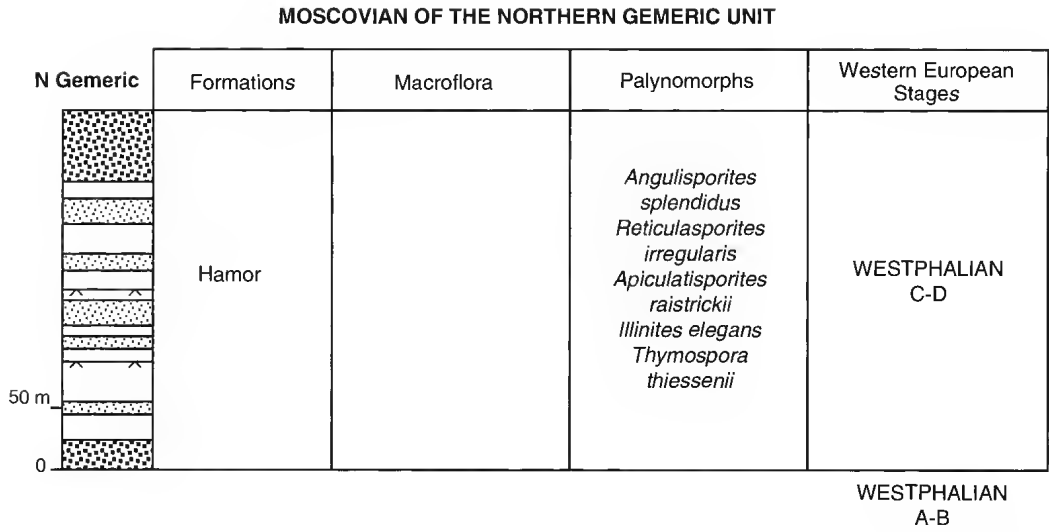 MOSCOVIAN OF THE NORTHERN GEMERIC UNIT
N Gemeric
Formations
Macroflora
Palynomorphs
Western European
Stages
Angulisporites
splendidus
Reticulasporites
irregularis
Apiculatisporites
raistrickii
Illinites elegans
Thymospora
thiessenii
Hamor
WESTPHALIAN
C-D
50 m
0
WESTPHALIAN
A-B